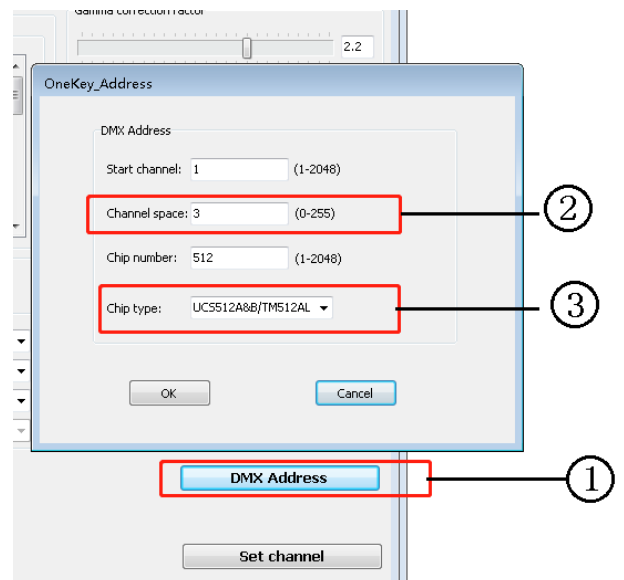 Gamma correction factor
2.2
OneKey_Address
DMX Address
Start channel: 1 (1-2048)
Channel space: 3 (0-255)
②
Chip number: 512 (1-2048)
Chip type: UCS512A&B/TM512AL
③
OK Cancel
DMX Address
①
Set channel